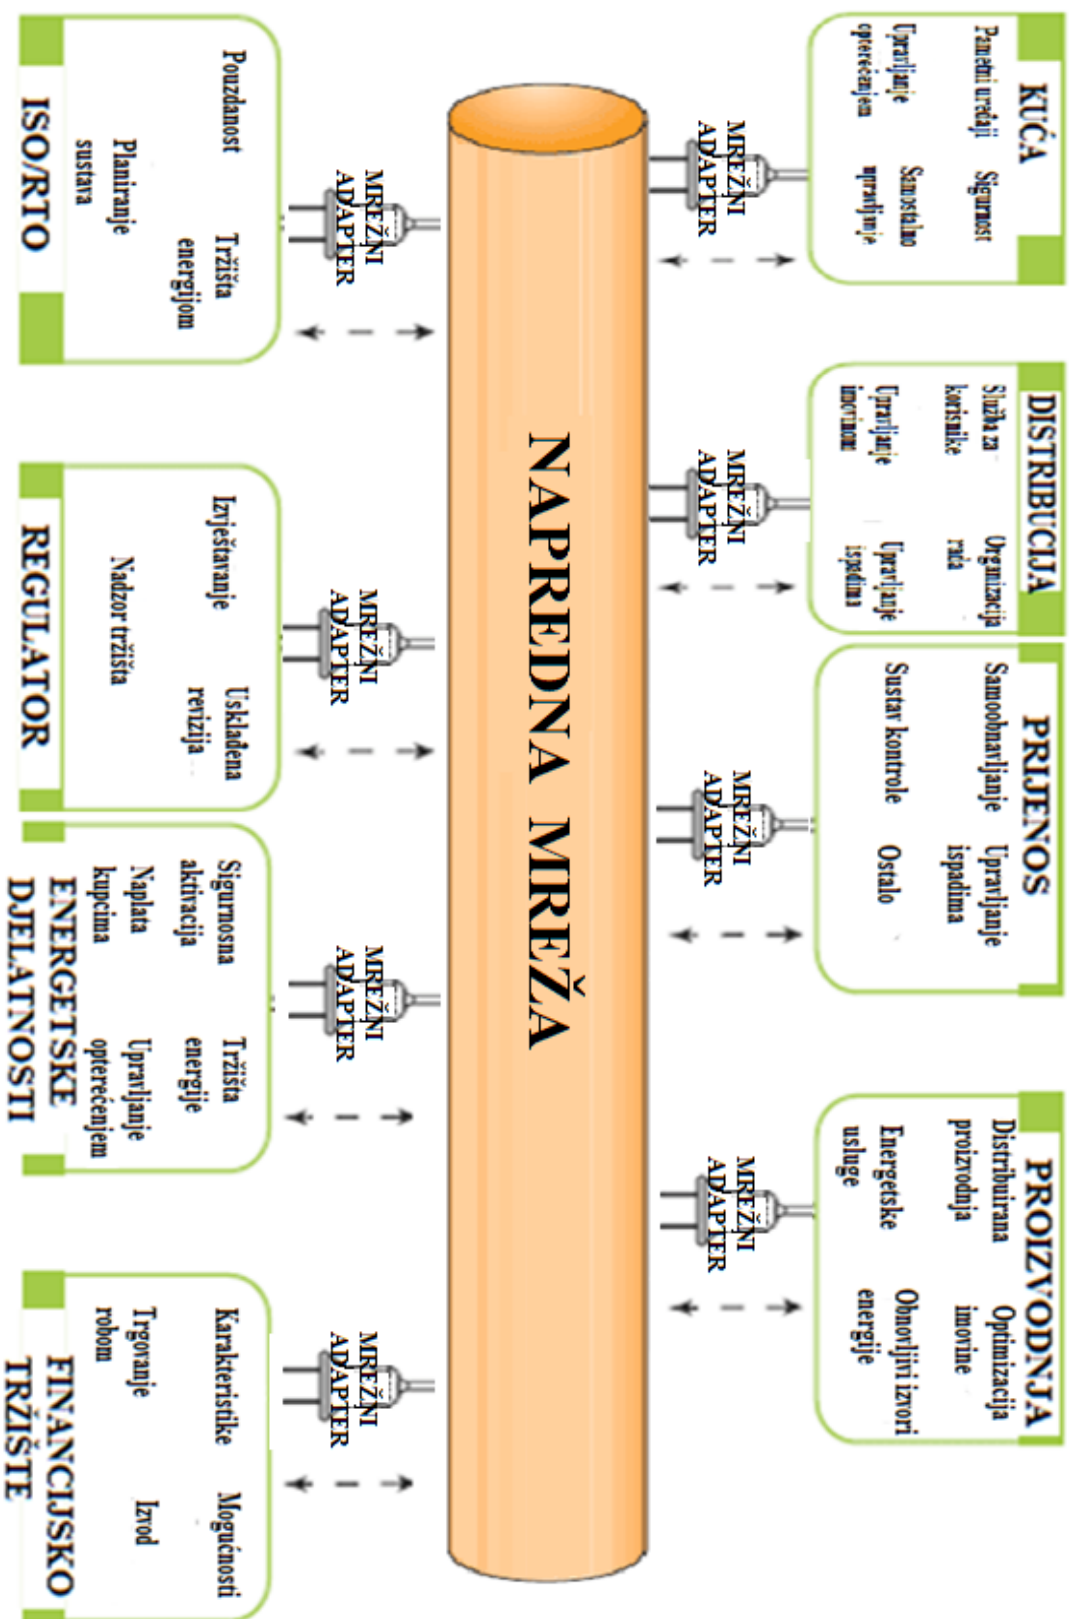 KUĆA
Pametni uređaji
Sigurnost
Upravljanje
opterećenjem
Samostalno
upravljanje
DISTRIBUCIJA
Služba za
korisnike
Organizacija
rada
Upravljanje
imovinom
Upravljanje
ispadima
PRIJENOS
Samoobnavljanje
Upravljanje
ispadima
Sustav kontrole
Ostalo
PROIZVODNJA
Distribuirana
proizvodnja
Optimizacija
imovine
Energetske
usluge
Obnovljivi izvori
energije
MREŽNI
ADAPTER
MREŽNI
ADAPTER
MREŽNI
ADAPTER
MREŽNI
ADAPTER
NAPREDNA MREŽA
MREŽNI
ADAPTER
MREŽNI
ADAPTER
MREŽNI
ADAPTER
MREŽNI
ADAPTER
Pouzdanost
Tržišta
energijom
Planiranje
sustava
ISO/RTO
Izvještavanje
Usklađena
revizija
Nadzor tržišta
REGULATOR
Sigurnosna
aktivacija
Tržišta
energije
Naplata
kupcima
Upravljanje
opterećenjem
ENERGETSKE
DJELATNOSTI
Karakteristike
Mogućnosti
Trgovanje
robom
Izvod
FINANCIJSKO
TRŽIŠTE